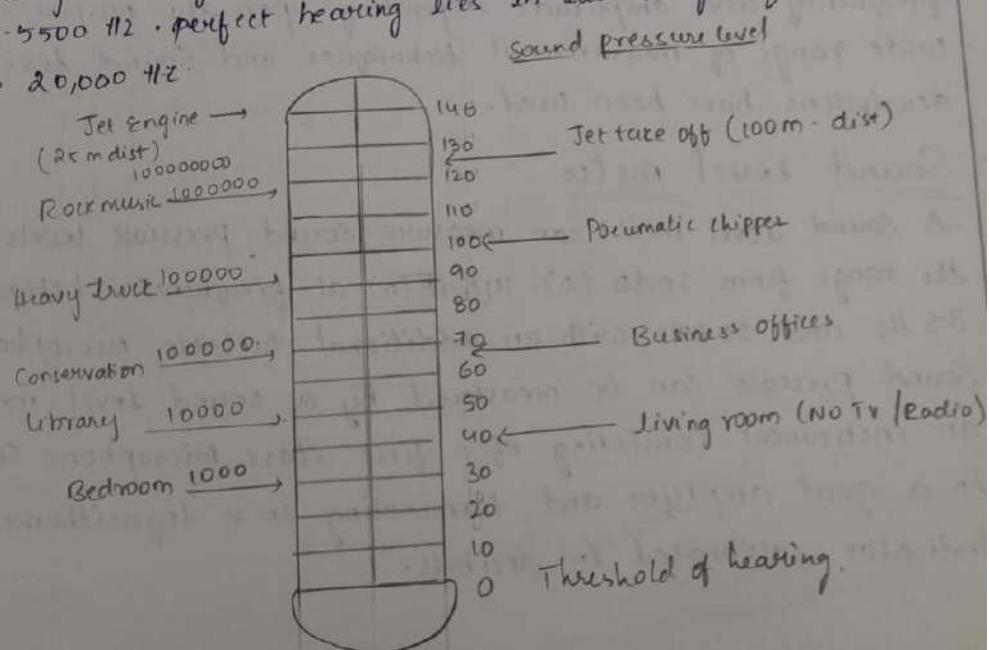 -5500 Hz. perfect hearing lies
20,000 Hz.
sound pressure level
Jet Engine →
(25 m dist)
100000000
Rock music 1000000
Heavy truck 100000
Conservation 100000
Library 10000
Bedroom 1000
140
130
120
110
100
90
80
70
60
50
40
30
20
10
0
Jet take off (100m - dist)
Pneumatic chipper
Business offices
living room (NO TV / Radio)
Threshold of hearing.